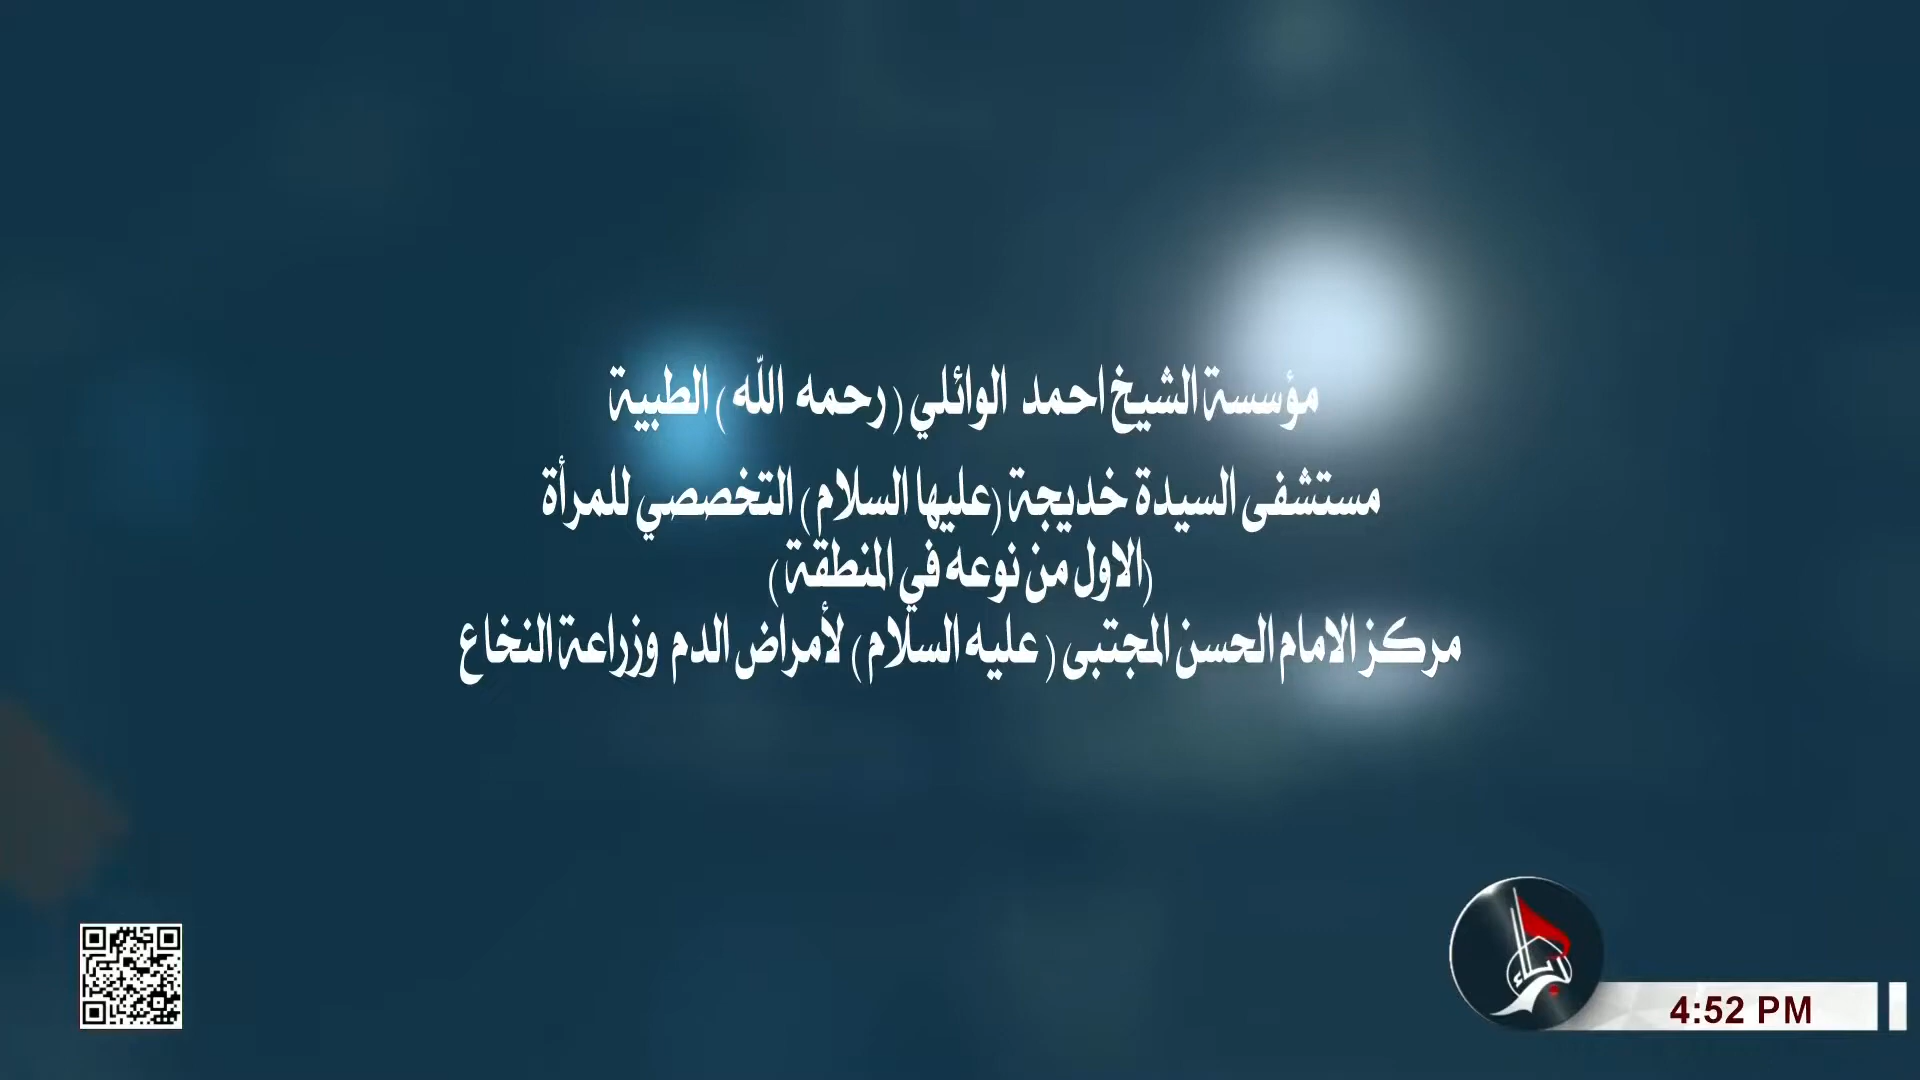 مؤسسة الشيخ احمد الوائلي (رحمه الله) الطبية
مستشفى السيدة خديجة (عليها السلام) التخصصي للمرأة
(الاول من نوعه في المنطقة)
مركز الامام الحسن المجتبى (عليه السلام) لأمراض الدم وزراعة النخاع
كربلاء
4:52 PM